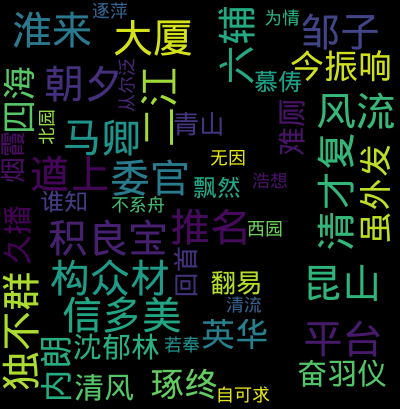 逐萍
为情
淮来
大厦
六辅
邹子
今振响
四海
朝夕
从尔泛
二江
慕俦
北园
马卿
青山
难厕
风流
烟霞
遒上
委官
无因
飘然
浩想
清才复
虽外发
谁知
不系舟
久播
积良宝
推名
西园
回首
构众材
翻易
昆山
独不群
信多美
清流
英华
平台
内朗
沈郁林
若奉
清风
琢终
自可求
奋羽仪